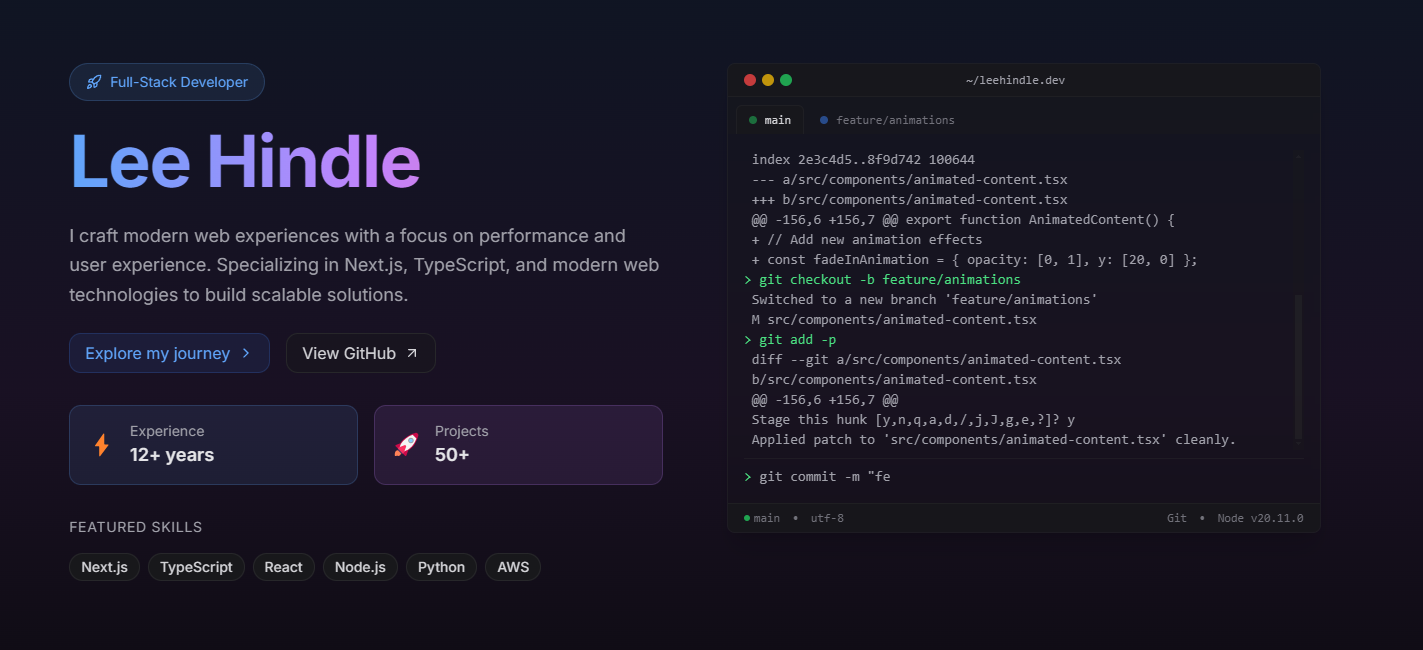 Full-Stack Developer
Lee Hindle
I craft modern web experiences with a focus on performance and
user experience. Specializing in Next.js, TypeScript, and modern web
technologies to build scalable solutions.
Explore my journey
View GitHub
Experience
12+ years
Projects
50+
FEATURED SKILLS
Next.js
TypeScript
React
Node.js
Python
AWS
~/leehindle.dev
main
feature/animations
index 2e3c4d5..8f9d742 100644
--- a/src/components/animated-content.tsx
+++ b/src/components/animated-content.tsx
@@ -156,6 +156,7 @@ export function AnimatedContent() {
+ // Add new animation effects
+ const fadeInAnimation = { opacity: [0, 1], y: [20, 0] };
> git checkout -b feature/animations
Switched to a new branch 'feature/animations'
M src/components/animated-content.tsx
> git add -p
diff --git a/src/components/animated-content.tsx
b/src/components/animated-content.tsx
@@ -156,6 +156,7 @@
Stage this hunk [y,n,q,a,d,/,j,J,g,e,?]? y
Applied patch to 'src/components/animated-content.tsx' cleanly.
> git commit -m "fe
main • utf-8
Git • Node v20.11.0